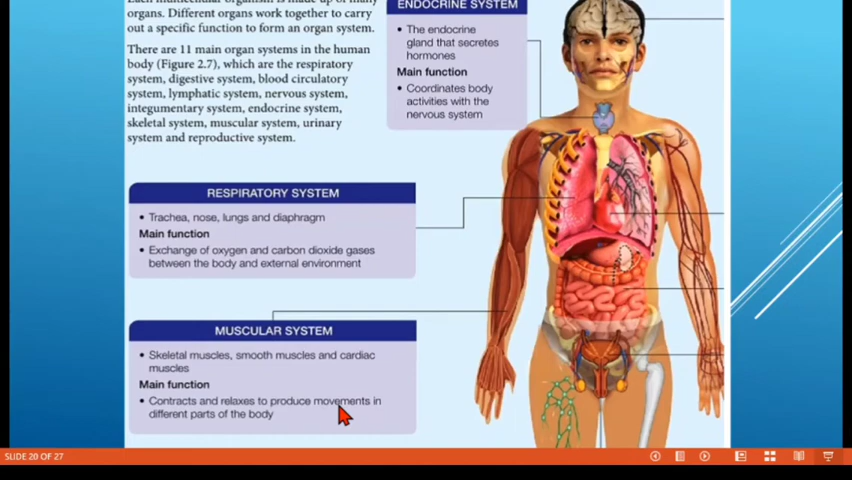 Each multicellular organism is made up of many
organs. Different organs work together to carry
out a specific function to form an organ system.
There are 11 main organ systems in the human
body (Figure 2.7), which are the respiratory
system, digestive system, blood circulatory
system, lymphatic system, nervous system,
integumentary system, endocrine system,
skeletal system, muscular system, urinary
system and reproductive system.
ENDOCRINE SYSTEM
• The endocrine
gland that secretes
hormones
Main function
• Coordinates body
activities with the
nervous system
RESPIRATORY SYSTEM
• Trachea, nose, lungs and diaphragm
Main function
• Exchange of oxygen and carbon dioxide gases
between the body and external environment
MUSCULAR SYSTEM
• Skeletal muscles, smooth muscles and cardiac
muscles
Main function
• Contracts and relaxes to produce movements in
different parts of the body
SLIDE 20 OF 27